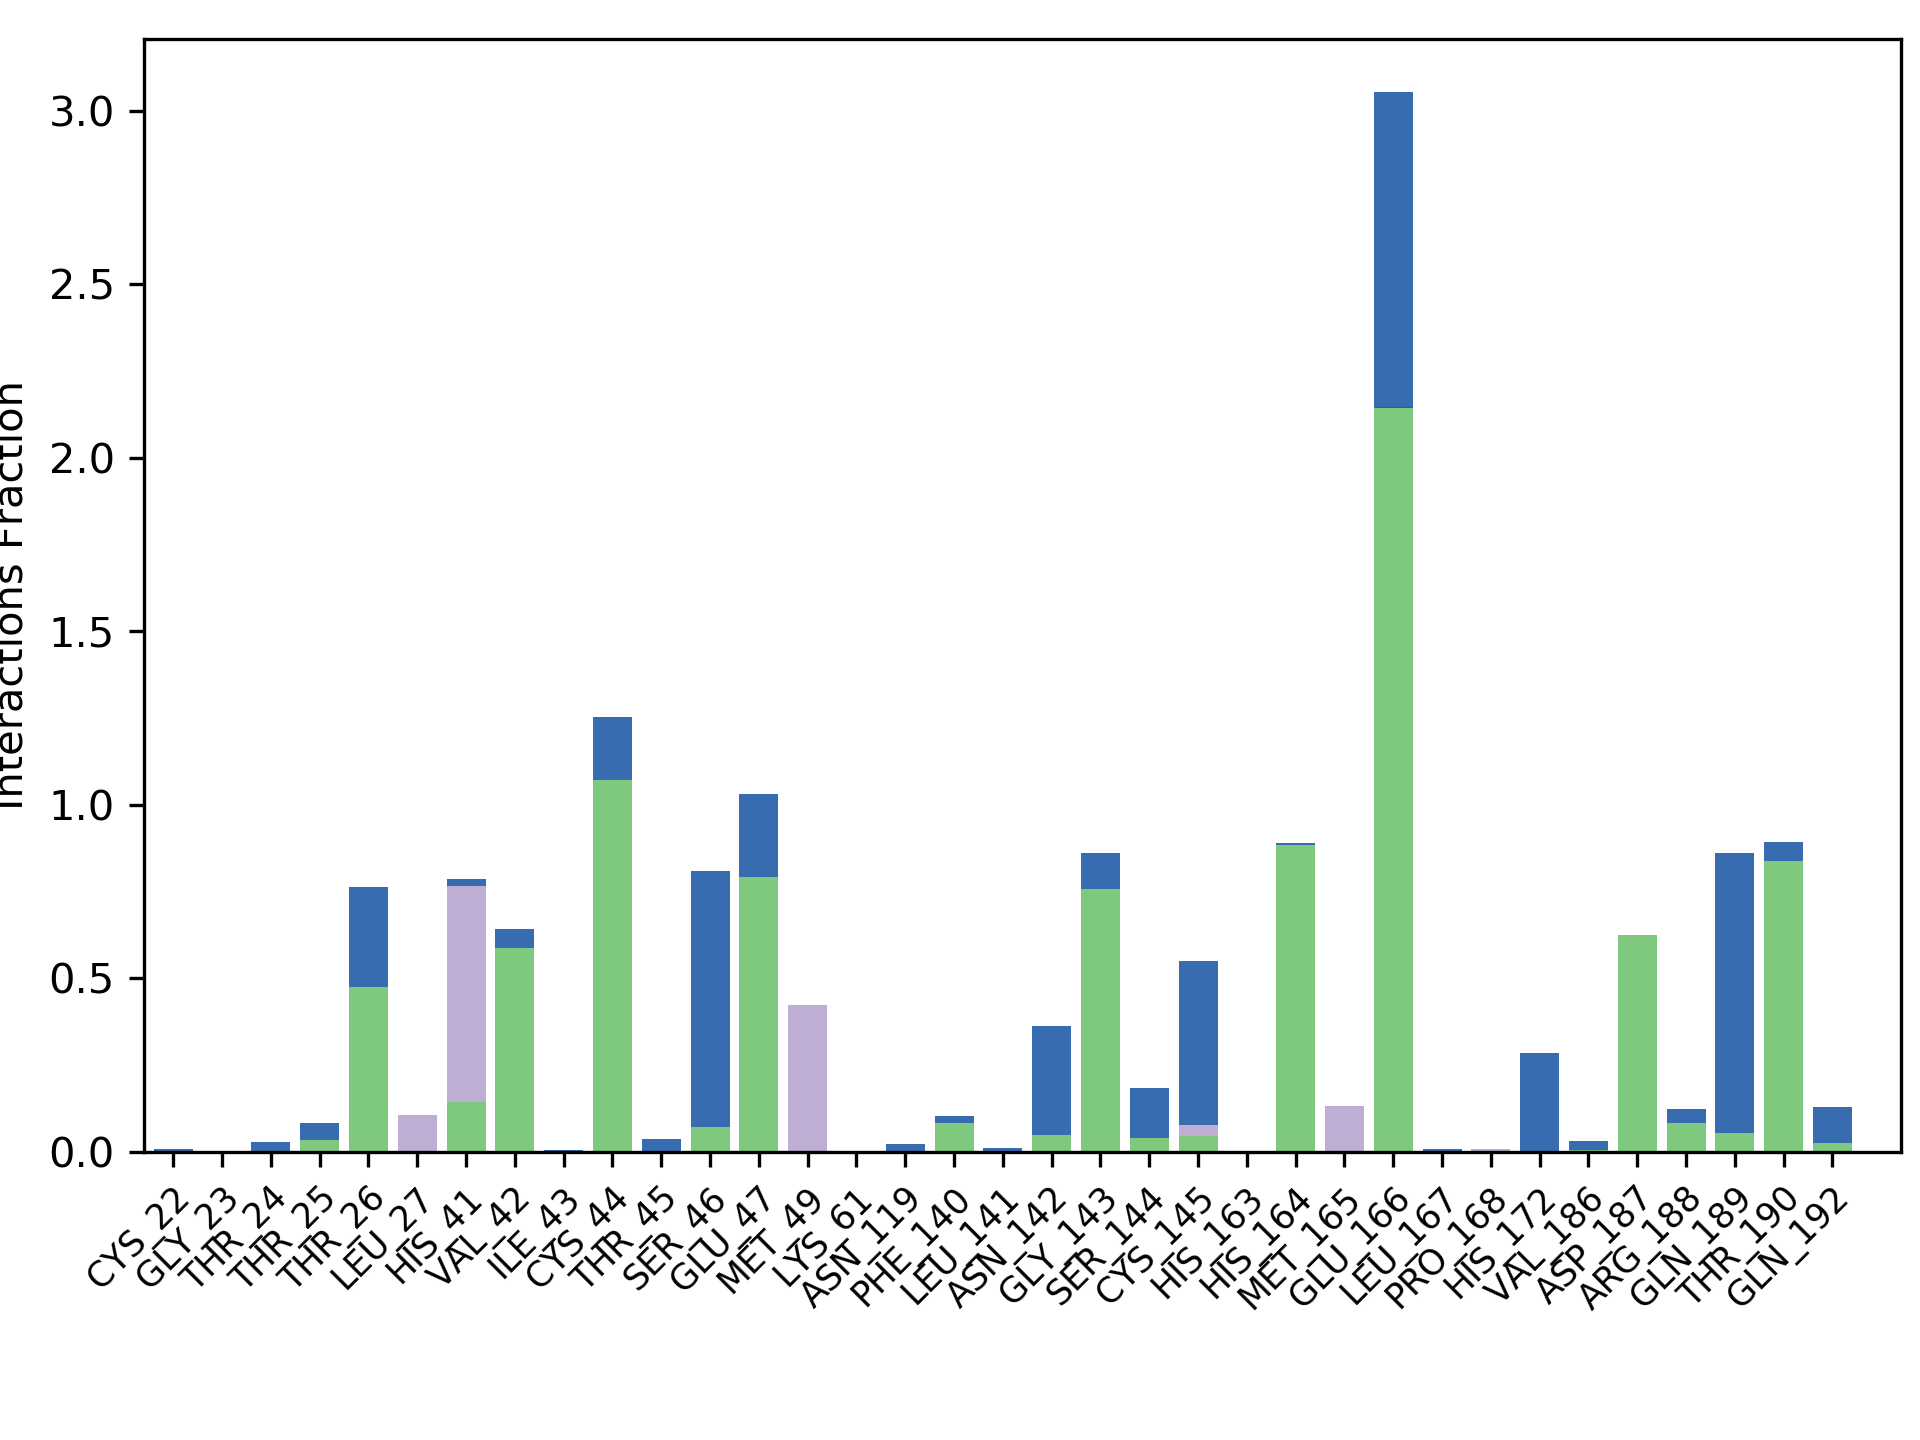 3.0
2.5
2.0
1.5
1.0
0.5
0.0
Interactions Fraction
CYS_22
GLY_23
THR_24
THR_25
THR_26
LEU_27
HIS_41
VAL_42
ILE_43
CYS_44
THR_45
SER_46
GLU_47
MET_49
LYS_61
ASN_119
PHE_140
LEU_141
ASN_142
GLY_143
SER_144
CYS_145
HIS_163
HIS_164
MET_165
GLU_166
LEU_167
PRO_168
HIS_172
VAL_186
ASP_187
ARG_188
GLN_189
THR_190
GLN_192